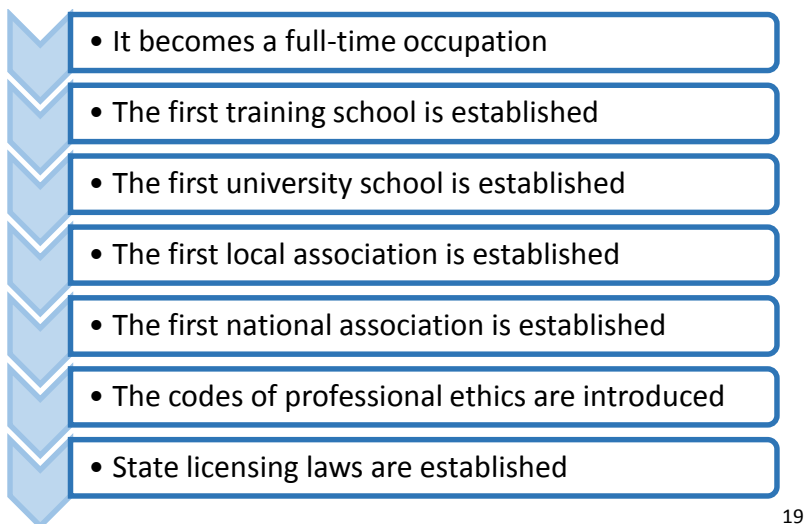 • It becomes a full-time occupation
• The first training school is established
• The first university school is established
• The first local association is established
• The first national association is established
• The codes of professional ethics are introduced
• State licensing laws are established
19